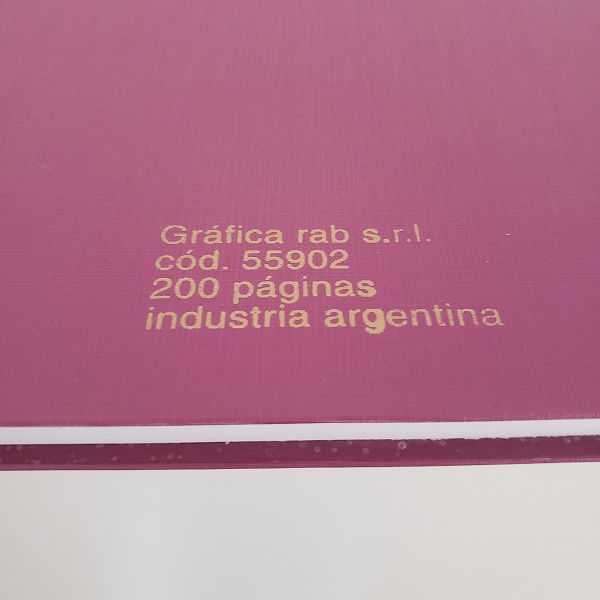 Gráfica rab s.r.l.
cód. 55902
200 páginas
industria argentina